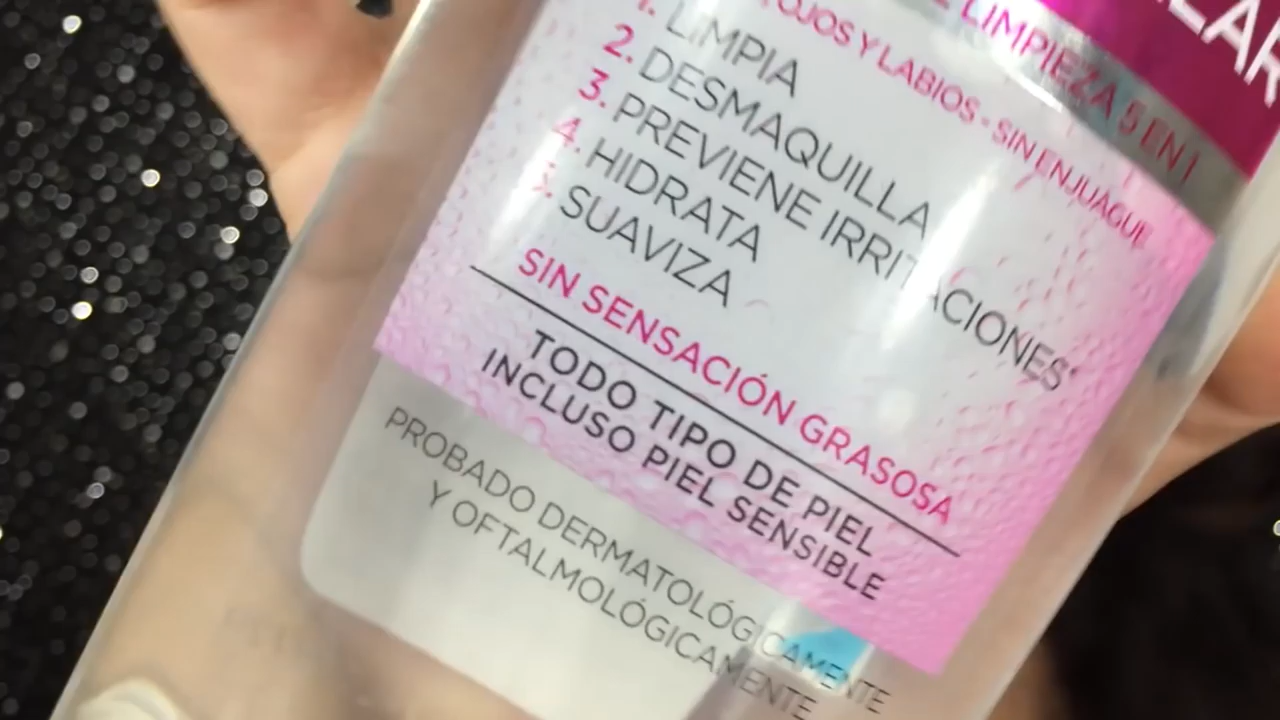 LIMPIEZA 5 EN 1
OJOS Y LABIOS - SIN ENJUAGUE
1. LIMPIA
2. DESMAQUILLA
3. PREVIENE IRRITACIONES*
4. HIDRATA
5. SUAVIZA
SIN SENSACIÓN GRASOSA
TODO TIPO DE PIEL
INCLUSO PIEL SENSIBLE
PROBADO DERMATOLÓGICAMENTE
Y OFTALMOLÓGICAMENTE